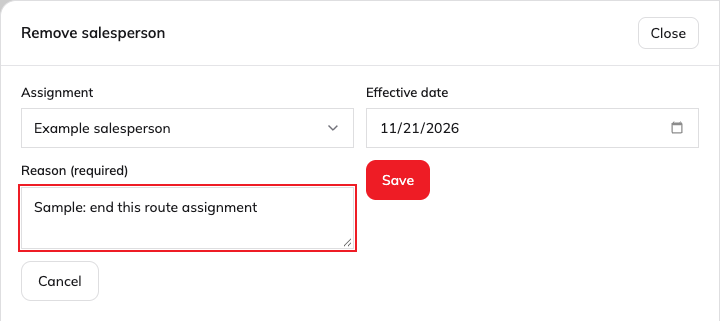 Remove salesperson
Close
Assignment
Effective date
Example salesperson
11/21/2026
Reason (required)
Save
Sample: end this route assignment
Cancel